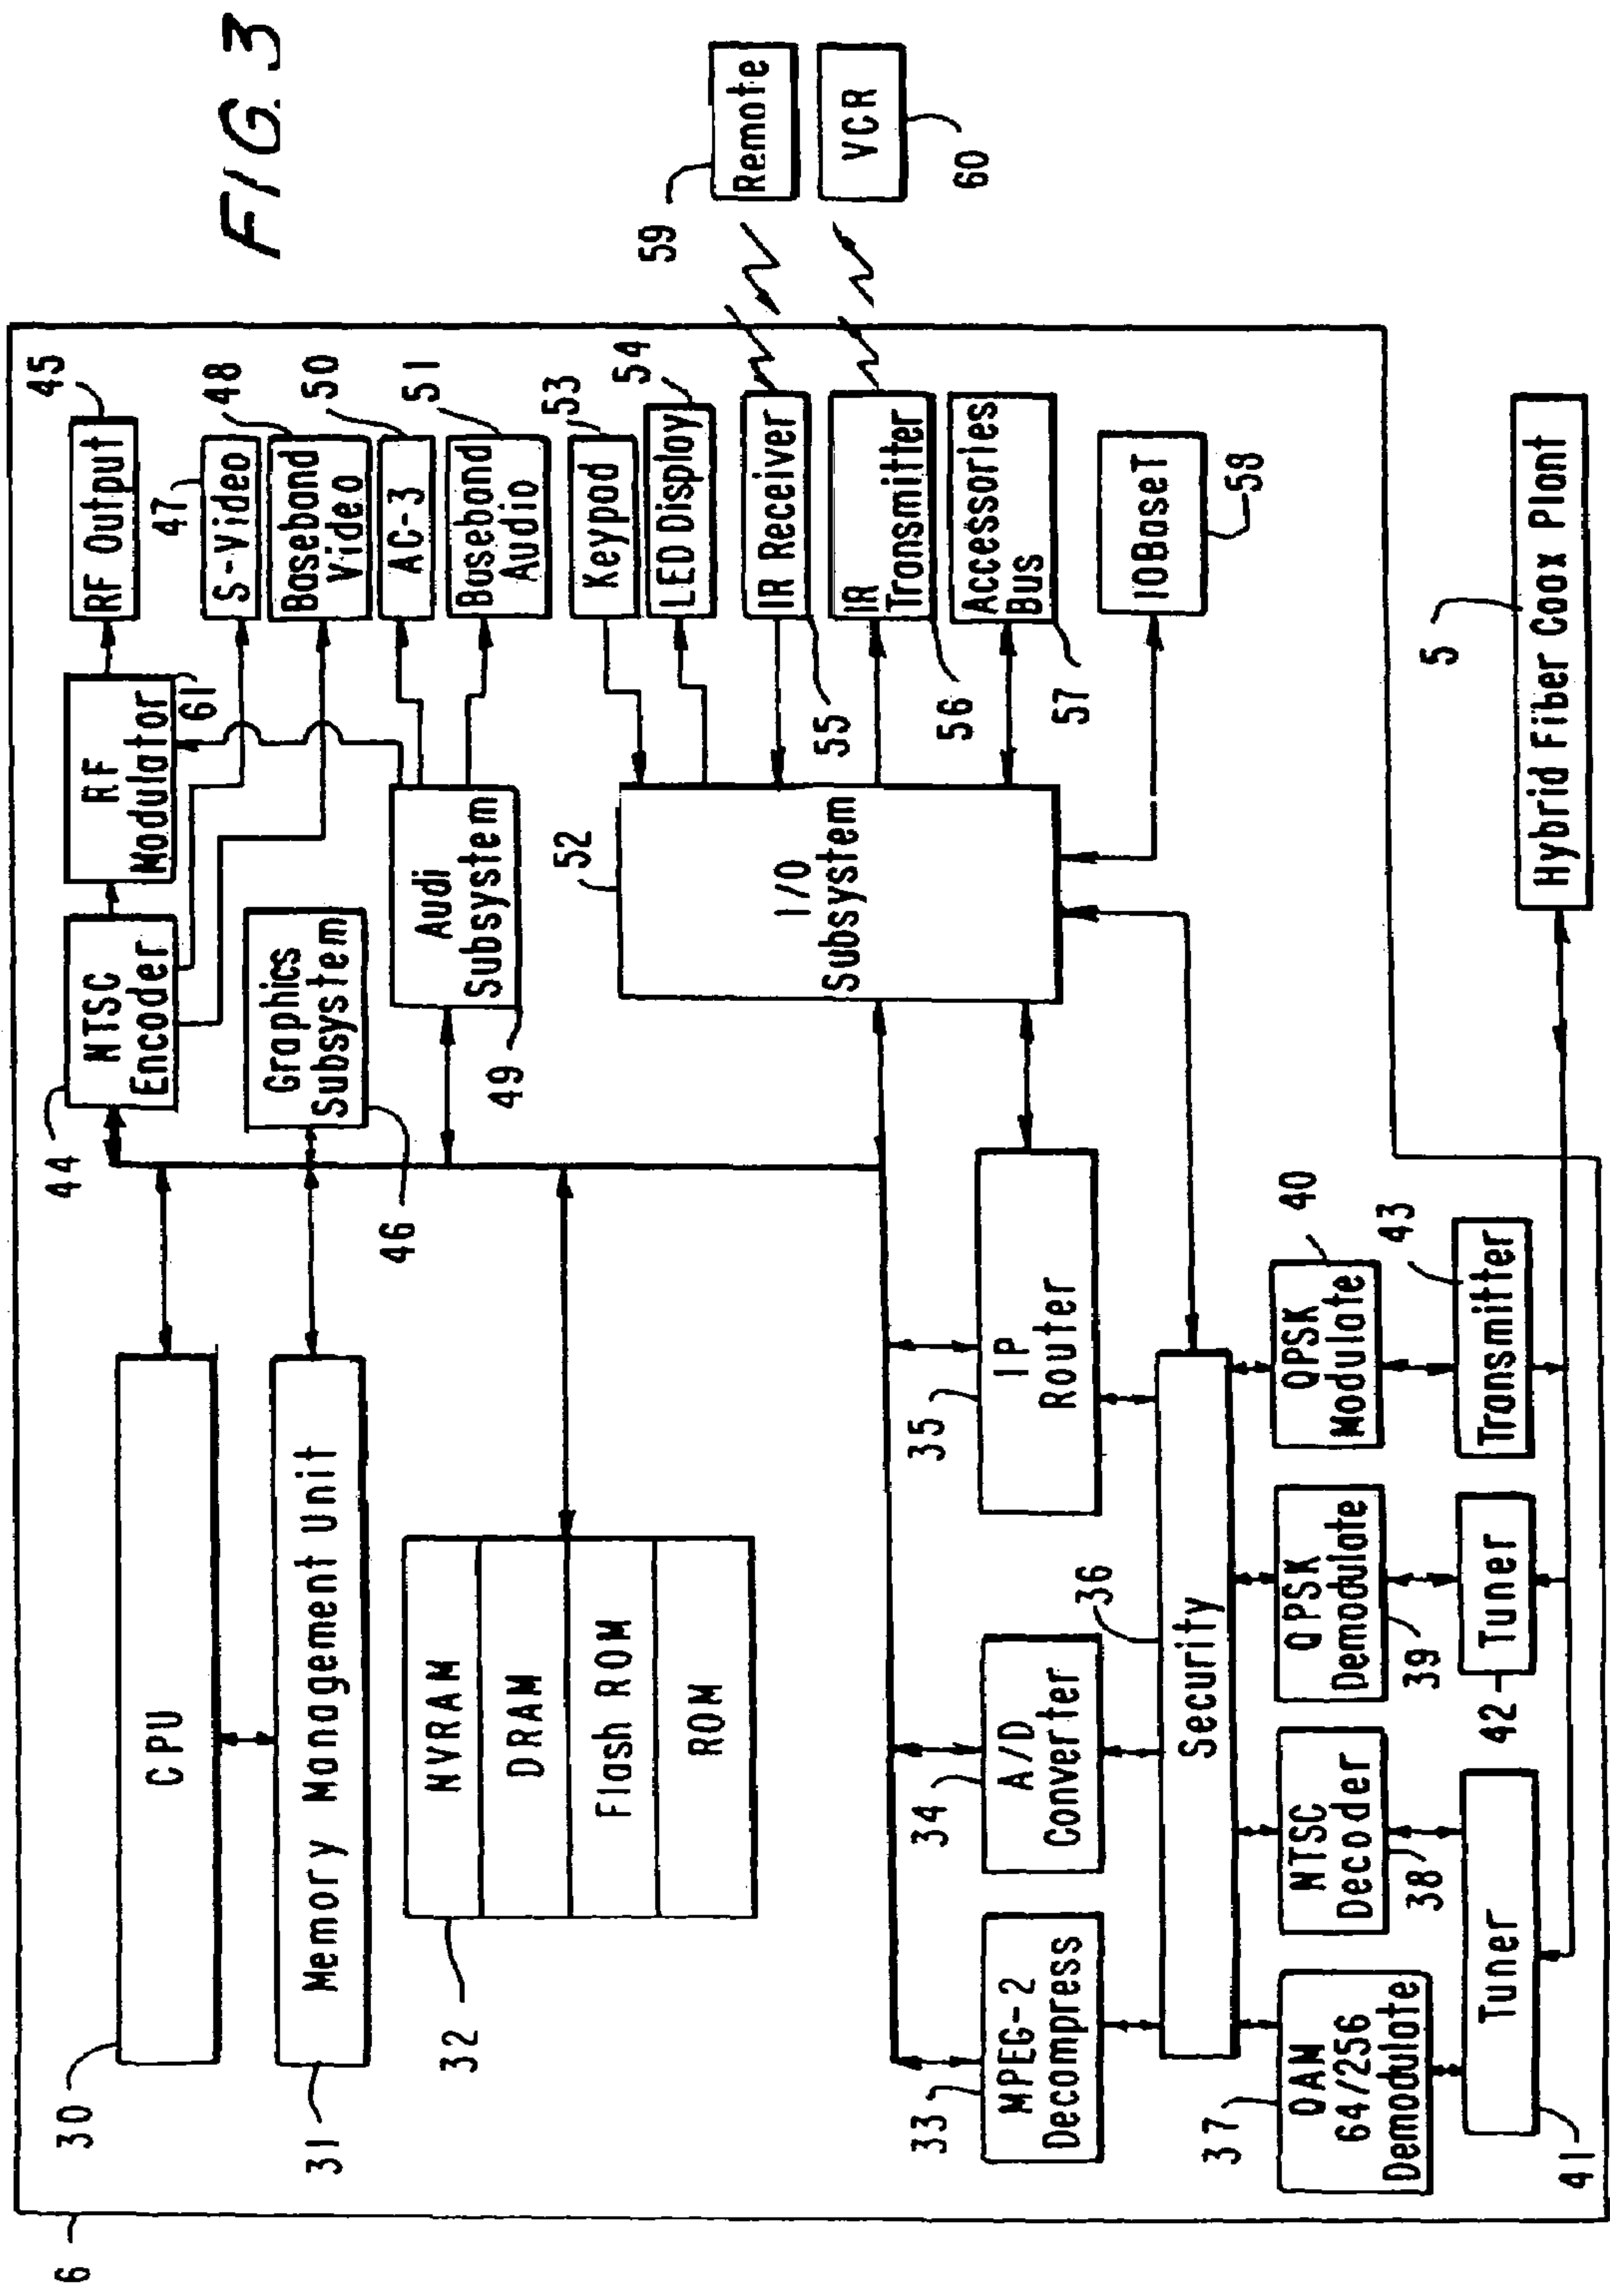 FIG. 3
6
30
CPU
31
Memory Management Unit
32
NVRAM
DRAM
Flash ROM
ROM
44
NTSC
Encoder
RF
Modulator
61
RF Output
45
47
S-Video
48
Baseband
Video
50
AC-3
51
Baseband
Audio
Graphics
Subsystem
46
Audi
Subsystem
49
53
Keypad
54
LED Display
52
I/O
Subsystem
IR Receiver
55
IR
Transmitter
56
Accessories
Bus
57
10BaseT
58
59
Remote
VCR
60
33
MPEG-2
Decompress
34
A/D
Converter
35
IP
Router
36
Security
37
QAM
64/256
Demodulate
NTSC
Decoder
38
QPSK
Demodulate
39
QPSK
Modulate
40
Tuner
41
Tuner
42
Transmitter
43
5
Hybrid Fiber Coax Plant